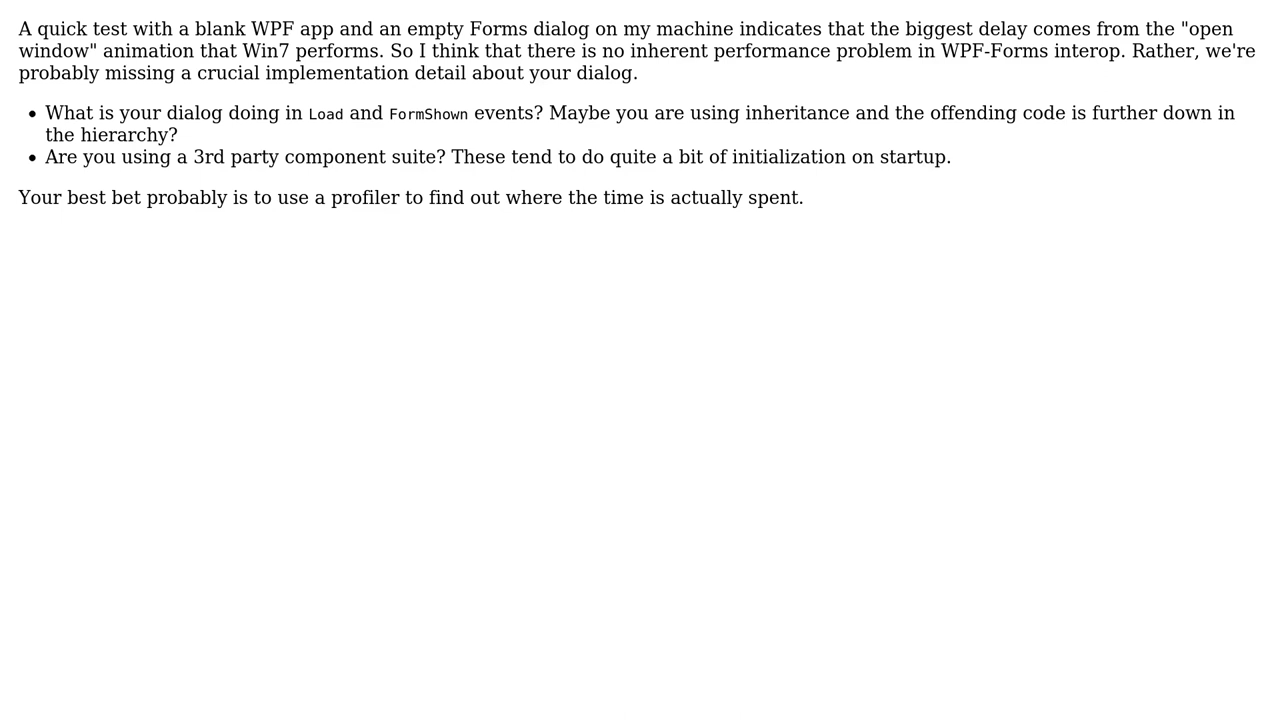 A quick test with a blank WPF app and an empty Forms dialog on my machine indicates that the biggest delay comes from the "open
window" animation that Win7 performs. So I think that there is no inherent performance problem in WPF-Forms interop. Rather, we're
probably missing a crucial implementation detail about your dialog.
• What is your dialog doing in Load and FormShown events? Maybe you are using inheritance and the offending code is further down in
the hierarchy?
• Are you using a 3rd party component suite? These tend to do quite a bit of initialization on startup.
Your best bet probably is to use a profiler to find out where the time is actually spent.